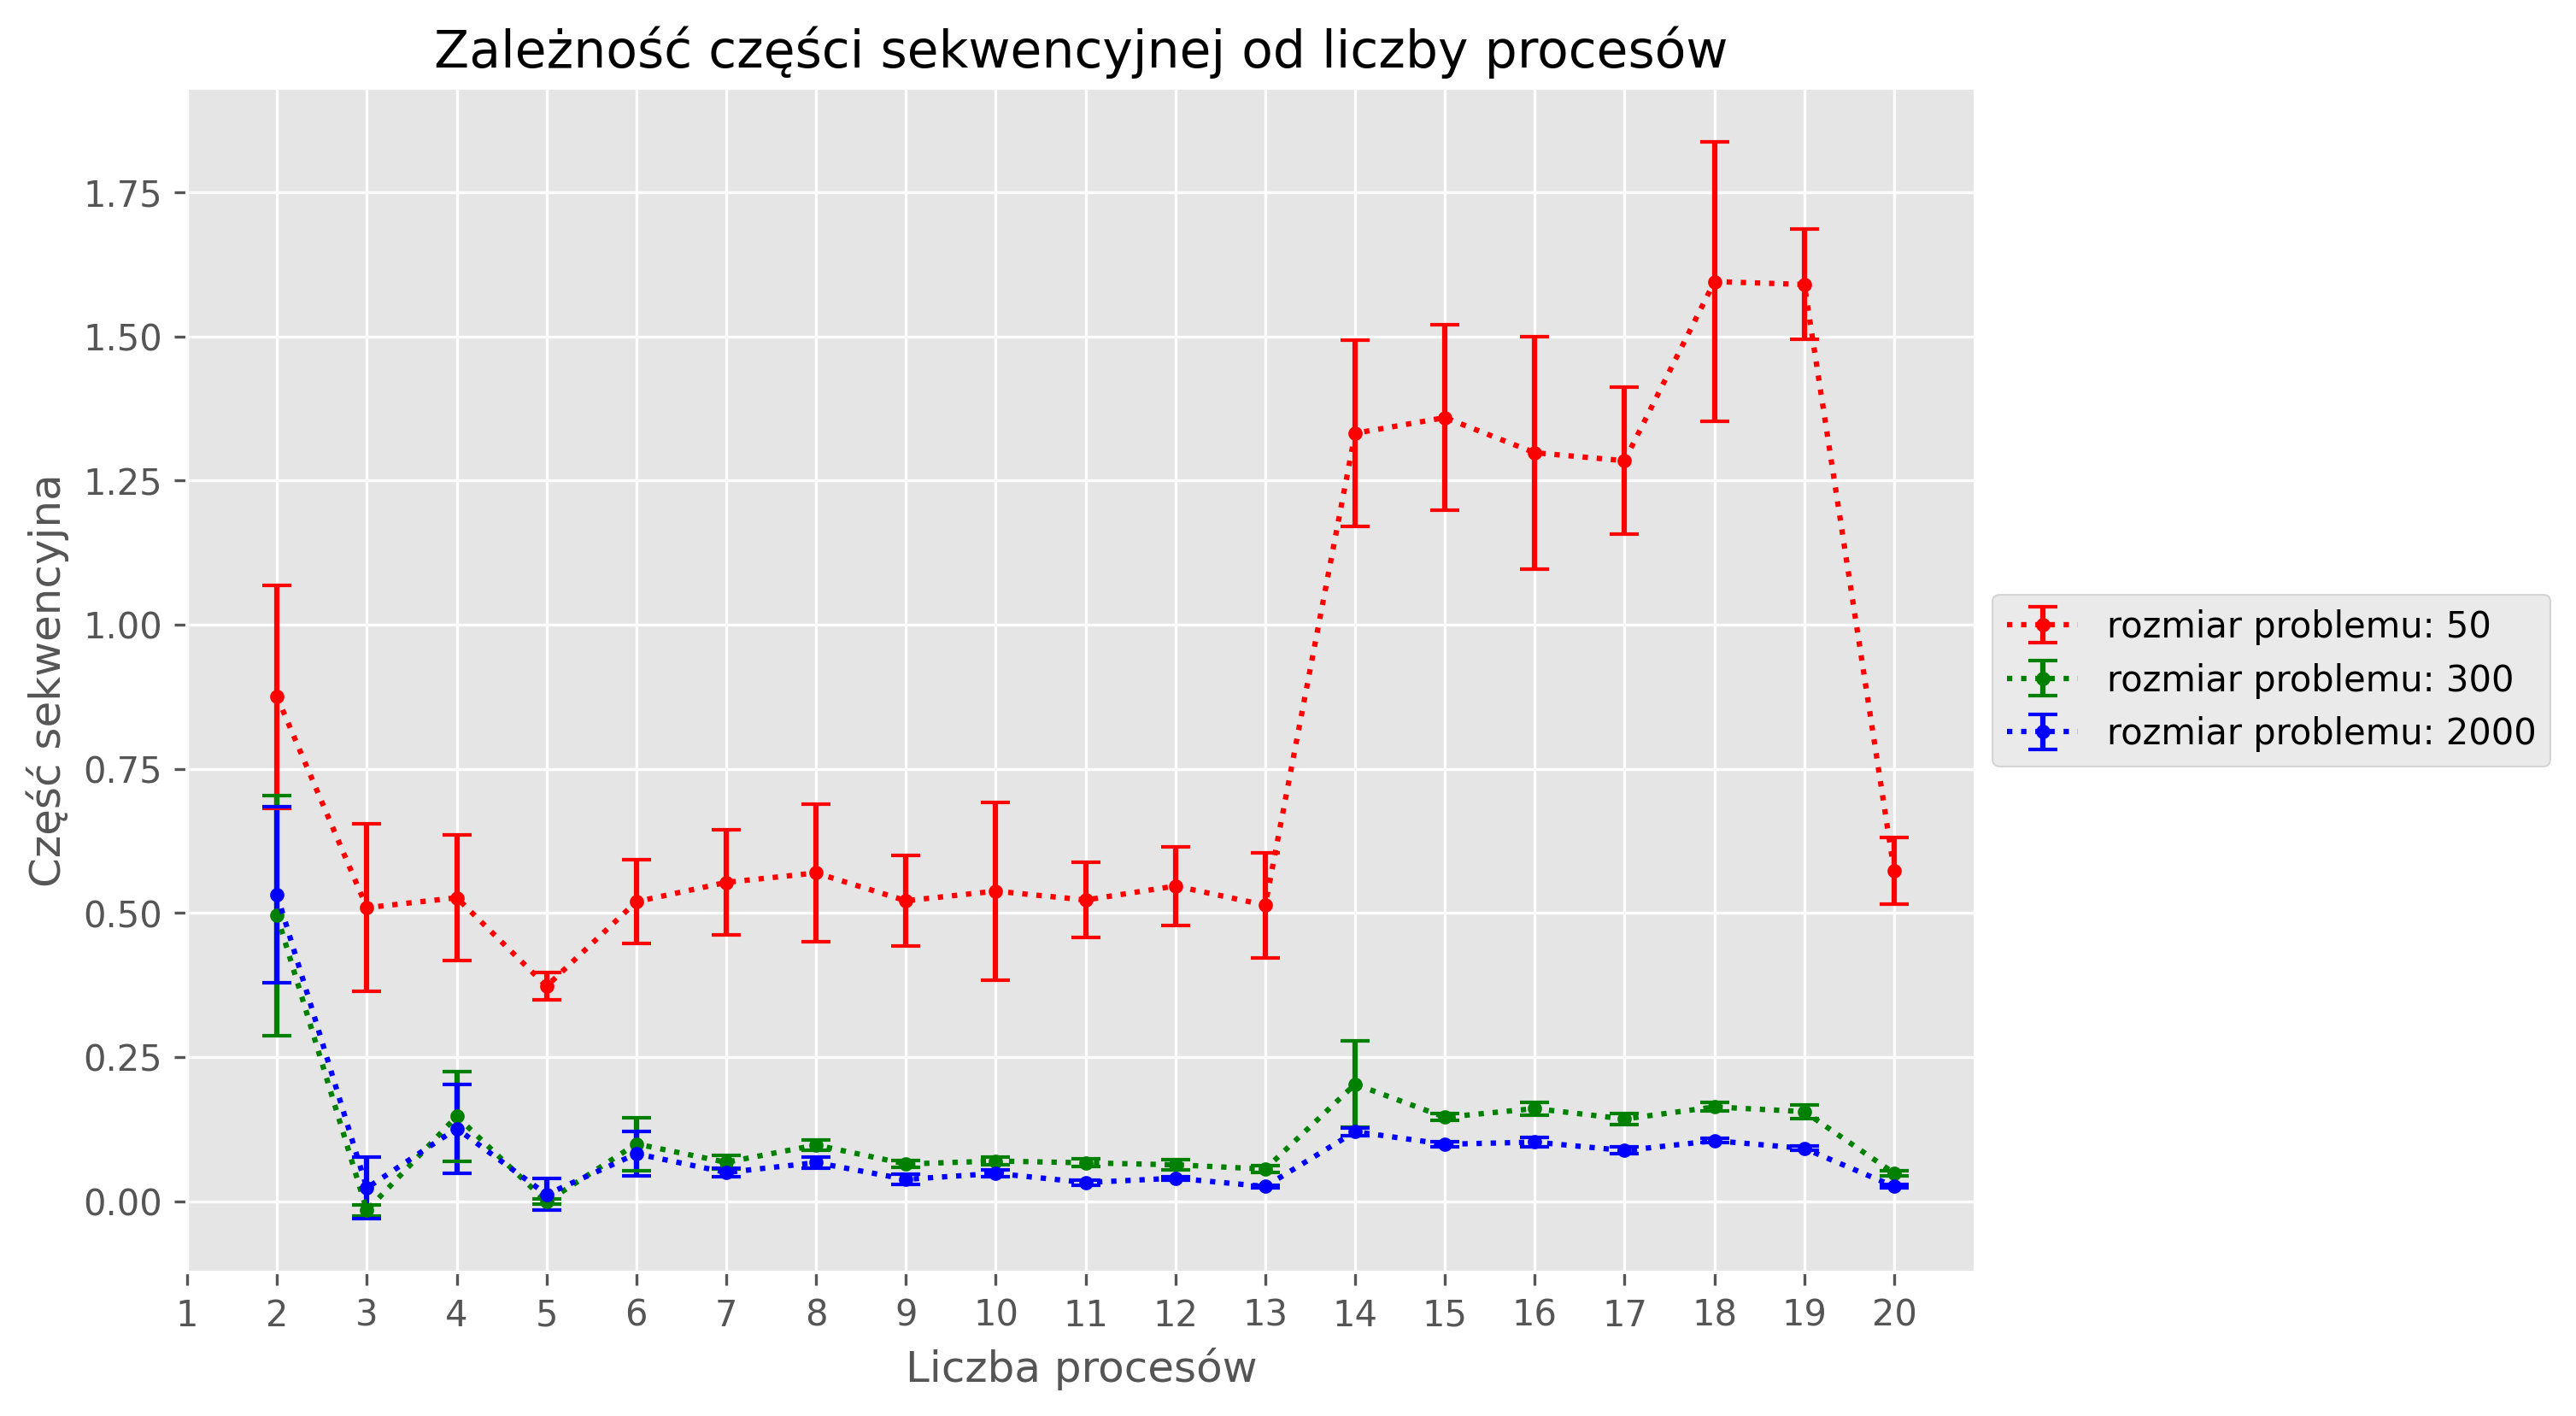 Zależność części sekwencyjnej od liczby procesów
Część sekwencyjna
1.75
1.50
1.25
1.00
0.75
0.50
0.25
0.00
1 2 3 4 5 6 7 8 9 10 11 12 13 14 15 16 17 18 19 20
Liczba procesów
rozmiar problemu: 50
rozmiar problemu: 300
rozmiar problemu: 2000